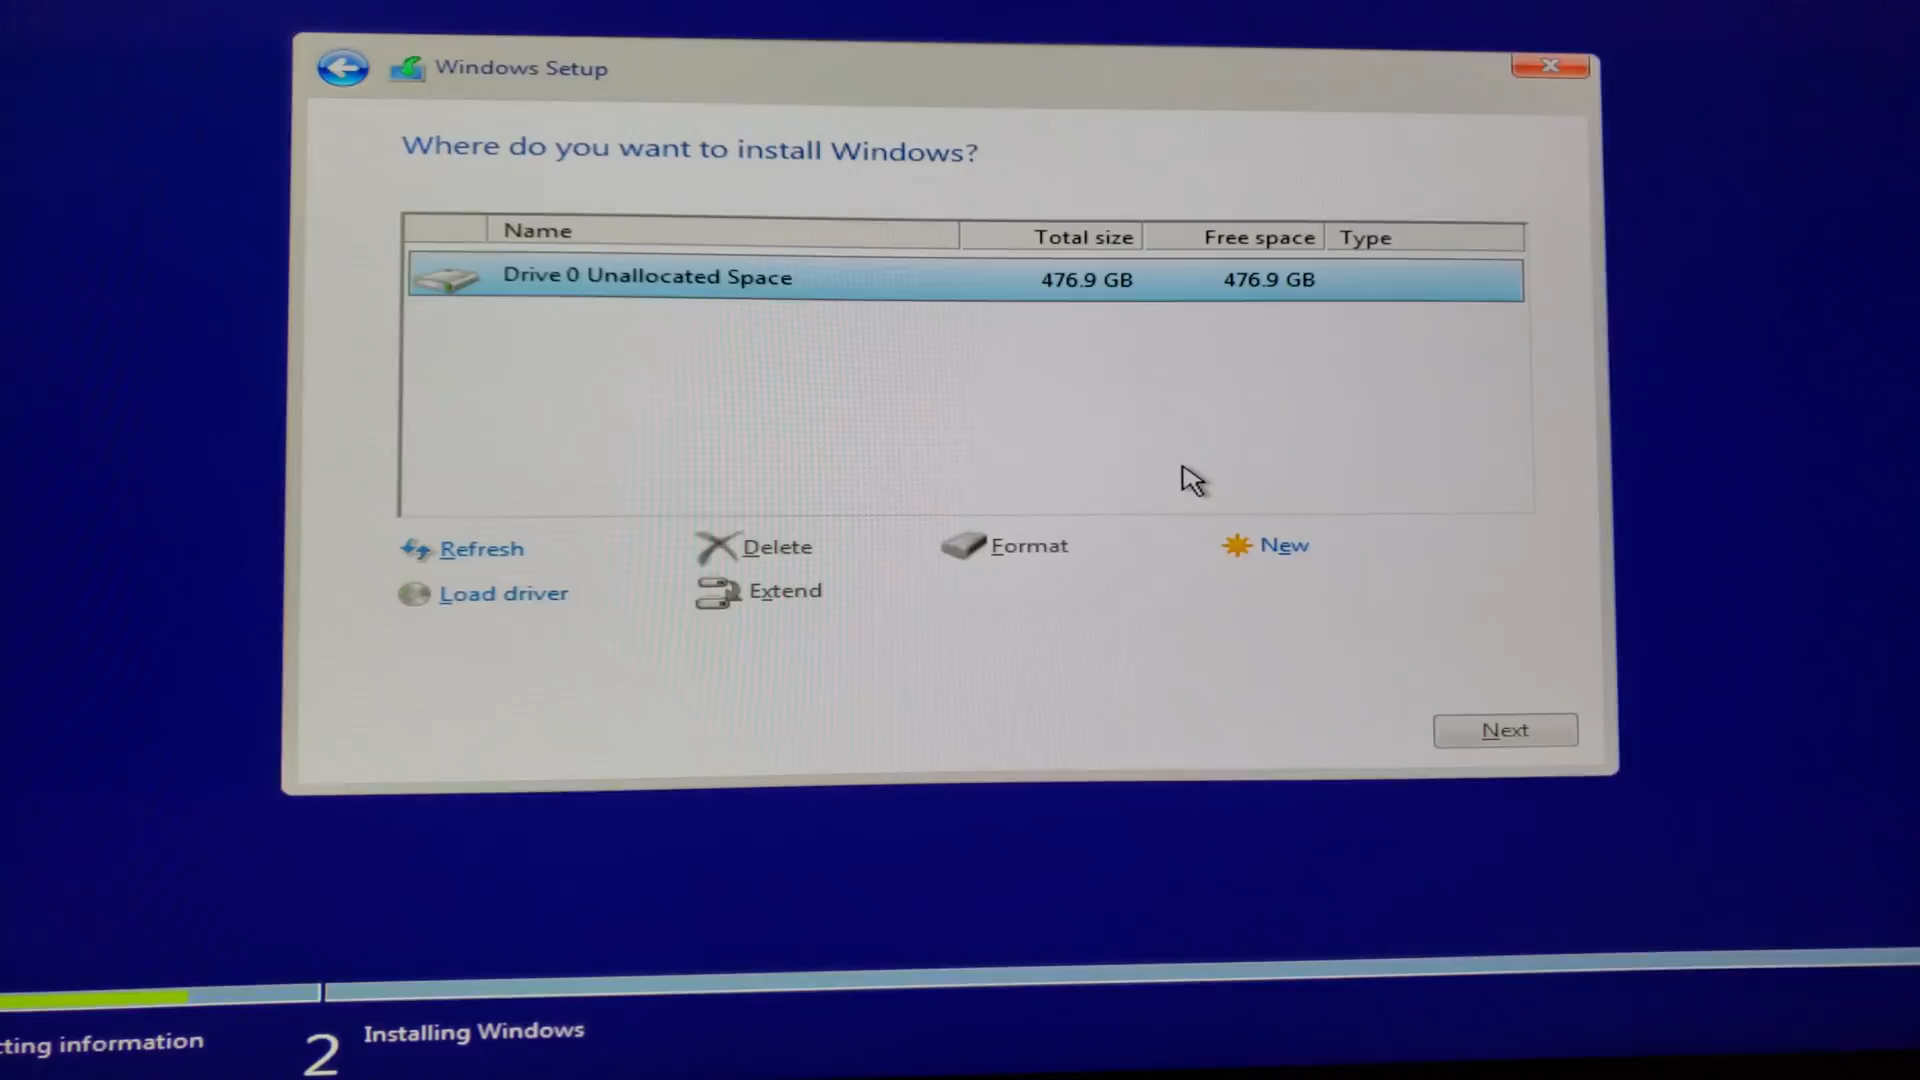 Windows Setup
Where do you want to install Windows?
Name Total size Free space Type
Drive 0 Unallocated Space 476.9 GB 476.9 GB
Refresh Delete Format New
Load driver Extend
Next
cting information 2 Installing Windows